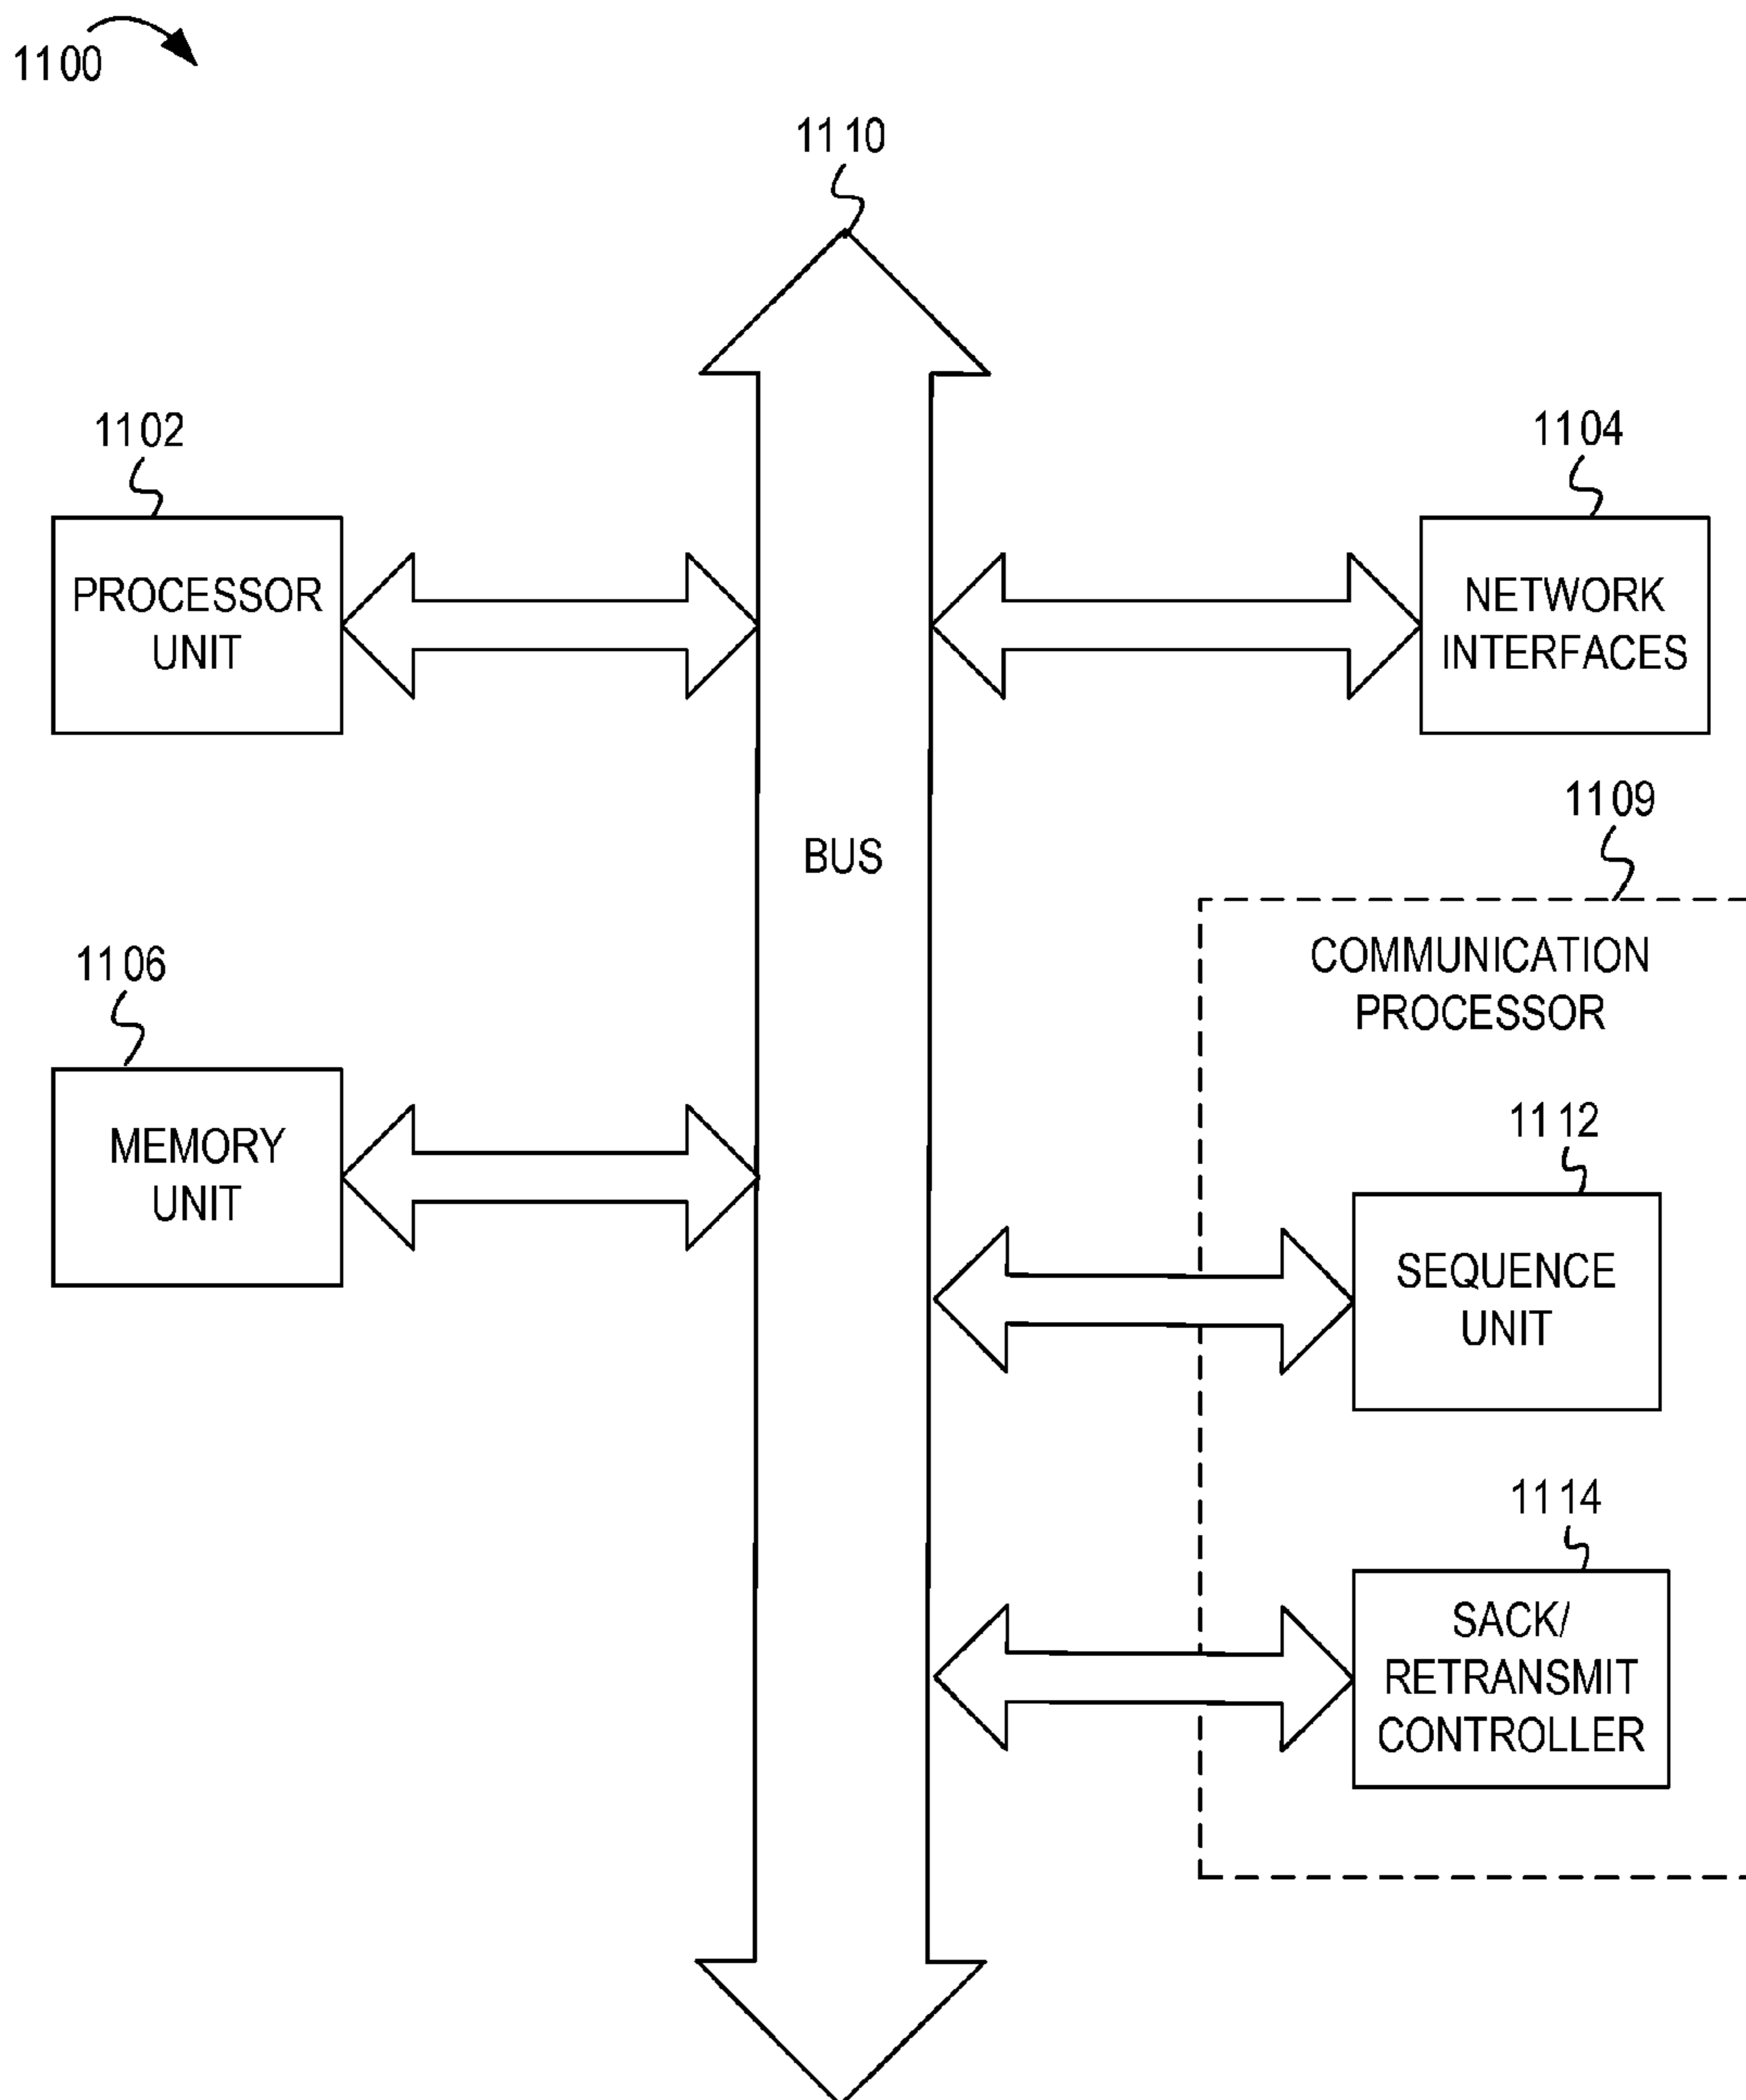 1100
1110
1102
PROCESSOR
UNIT
1104
NETWORK
INTERFACES
BUS
1109
COMMUNICATION
PROCESSOR
1106
MEMORY
UNIT
1112
SEQUENCE
UNIT
1114
SACK/
RETRANSMIT
CONTROLLER